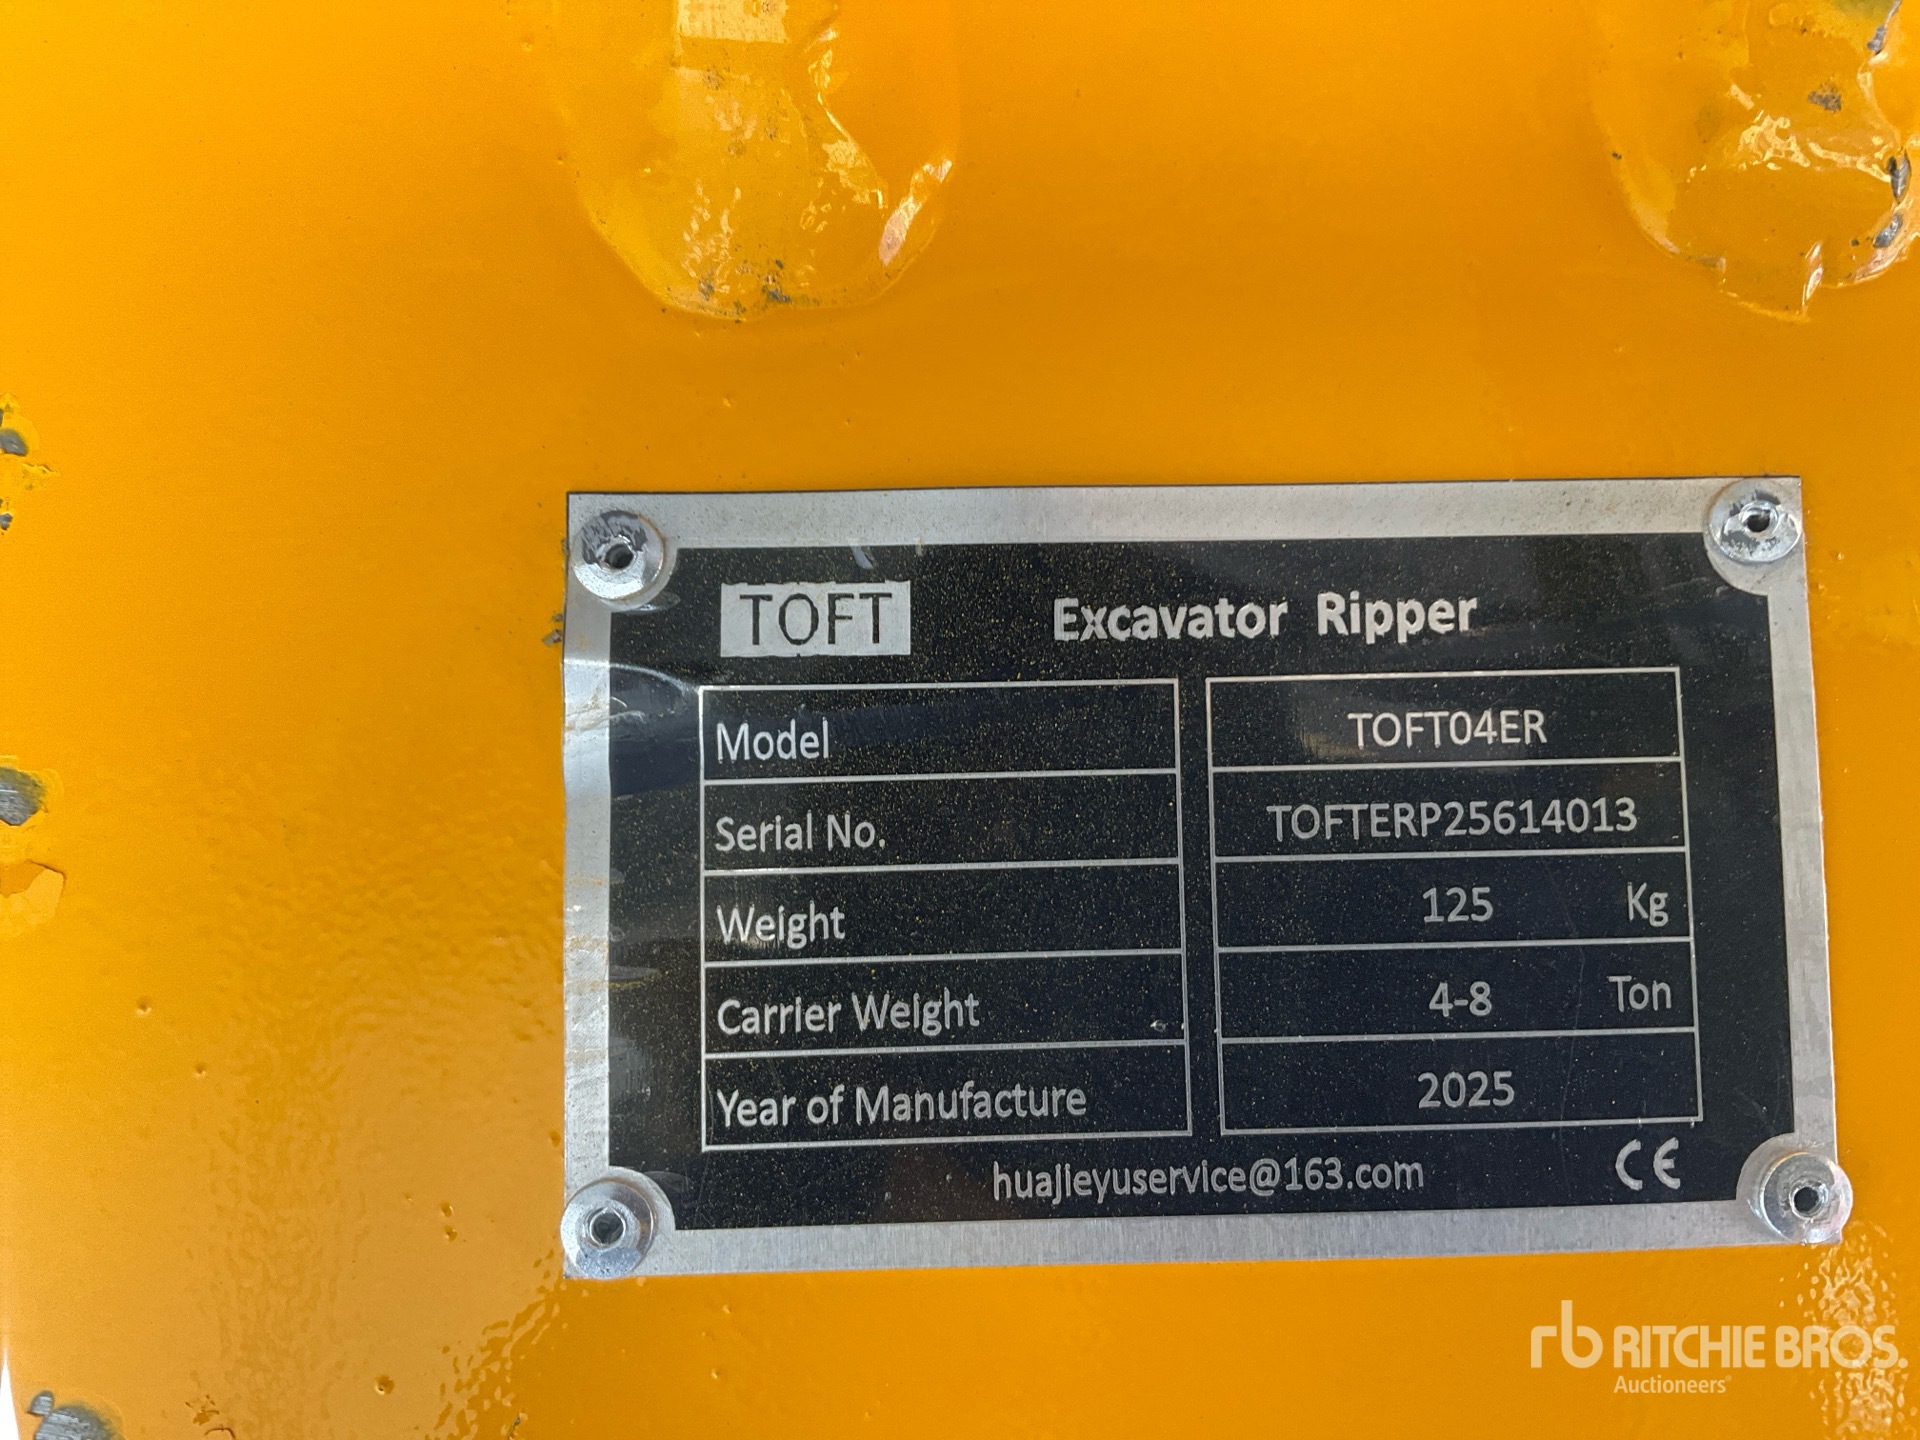 TOFT Excavator Ripper
Model TOFT04ER
Serial No. TOFTERP25614013
Weight 125 Kg
Carrier Weight 4-8 Ton
Year of Manufacture 2025
huajieyuservice@163.com CE
rb RITCHIE BROS.
Auctioneers